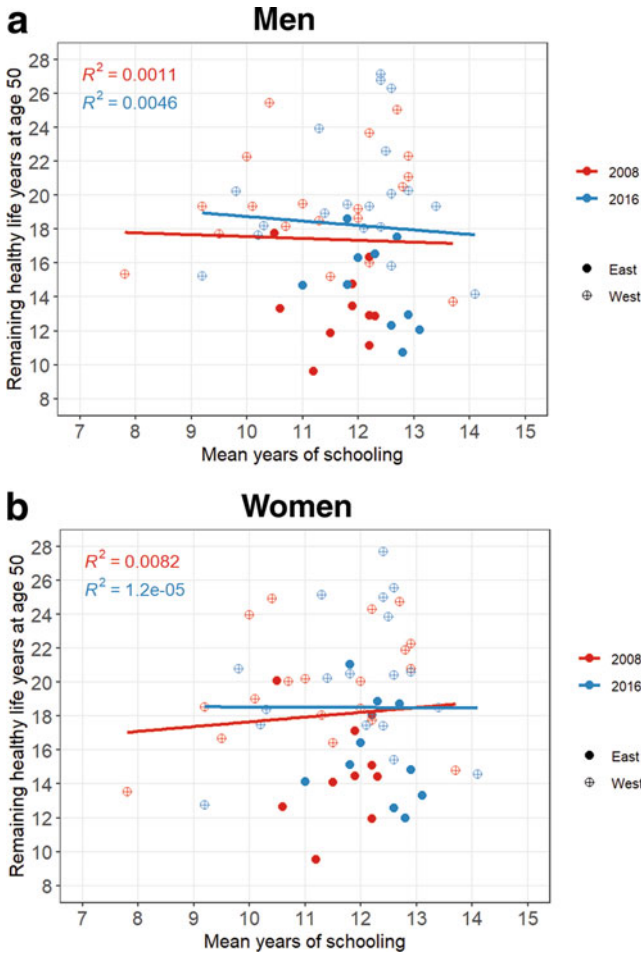 a
Men
28
26
24
22
20
18
16
14
12
10
8
R² = 0.0011
R² = 0.0046
Remaining healthy life years at age 50
7 8 9 10 11 12 13 14 15
Mean years of schooling
2008
2016
East
West
b
Women
28
26
24
22
20
18
16
14
12
10
8
R² = 0.0082
R² = 1.2e-05
Remaining healthy life years at age 50
7 8 9 10 11 12 13 14 15
Mean years of schooling
2008
2016
East
West